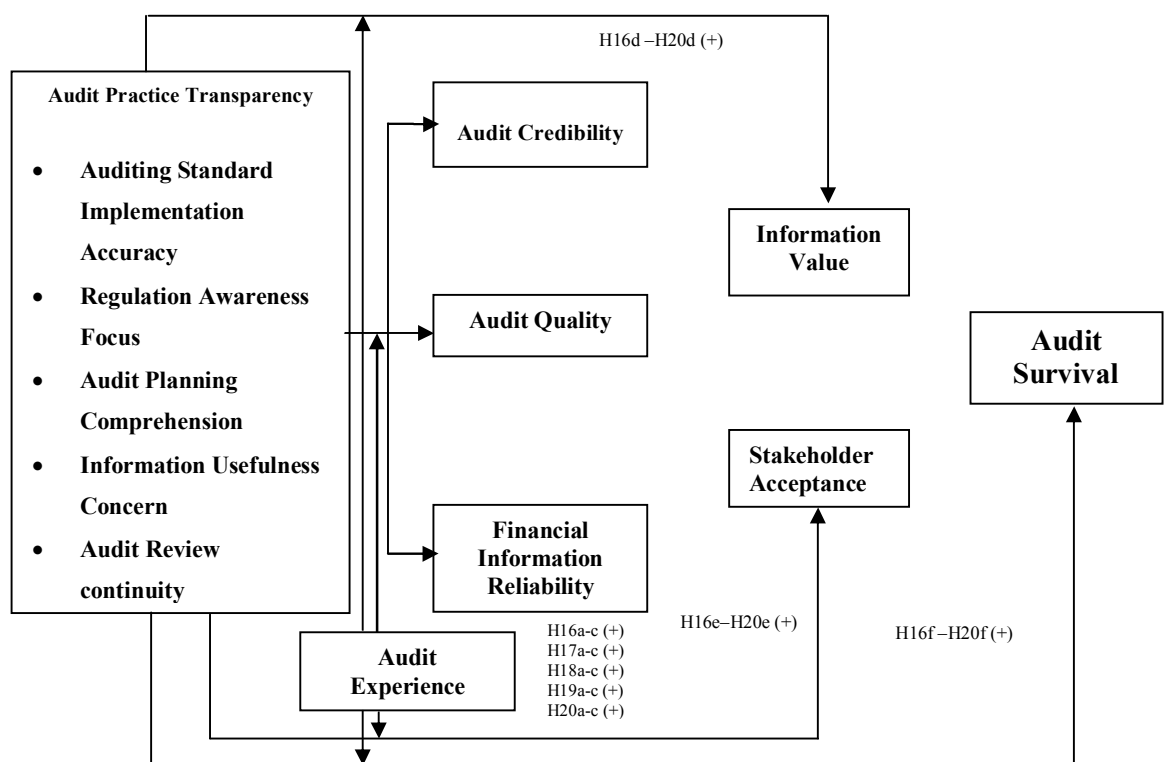 H16d –H20d (+)
Audit Practice Transparency
• Auditing Standard
Implementation
Accuracy
• Regulation Awareness
Focus
• Audit Planning
Comprehension
• Information Usefulness
Concern
• Audit Review
continuity
Audit Credibility
Audit Quality
Financial
Information
Reliability
Information
Value
Stakeholder
Acceptance
Audit
Survival
Audit
Experience
H16a-c (+)
H17a-c (+)
H18a-c (+)
H19a-c (+)
H20a-c (+)
H16e–H20e (+)
H16f –H20f (+)